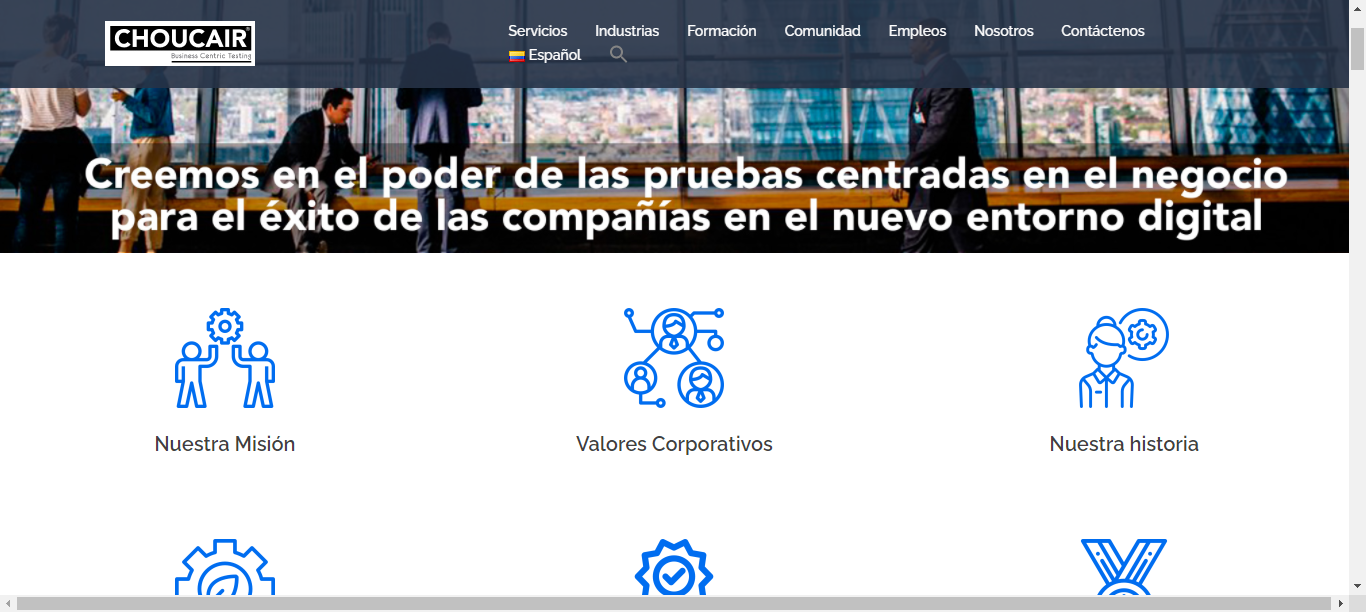 CHOUCAIR
Business Centric Testing
Servicios Industrias Formación Comunidad Empleos Nosotros Contáctenos
Español
Creemos en el poder de las pruebas centradas en el negocio
para el éxito de las compañías en el nuevo entorno digital
Nuestra Misión Valores Corporativos Nuestra historia